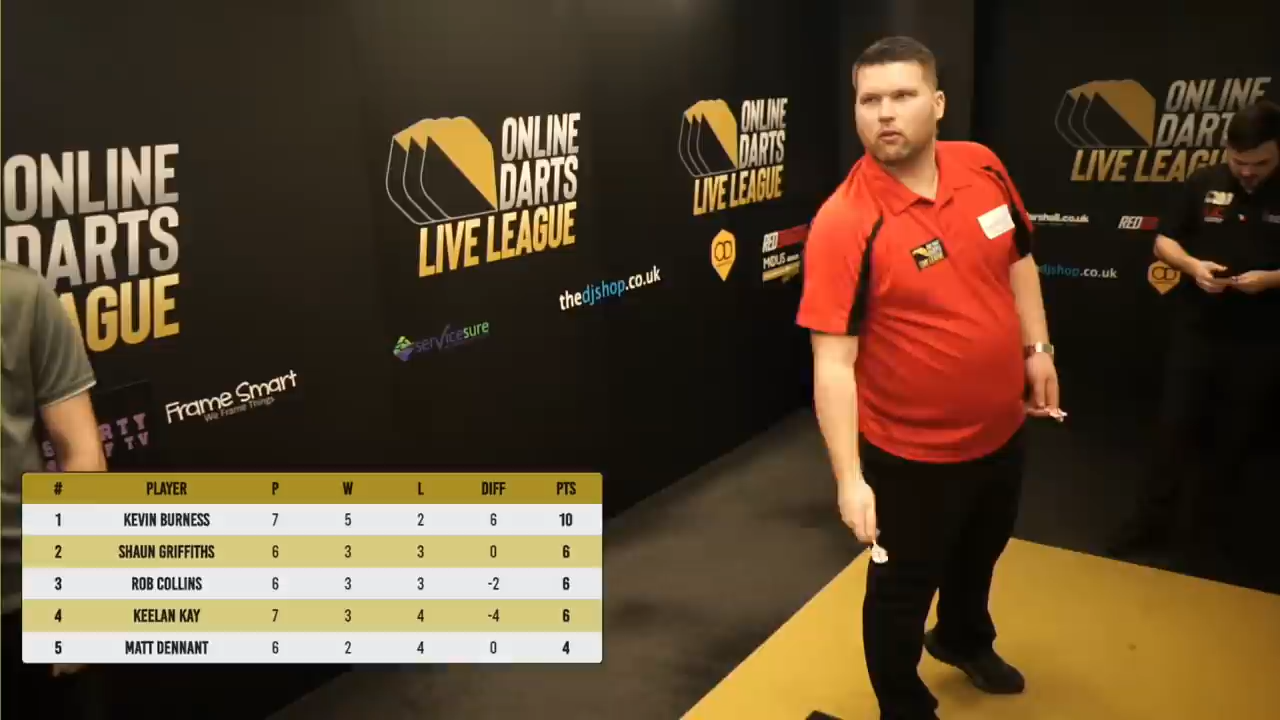 ONLINE
DARTS
LIVE LEAGUE
ONLINE
DARTS
LIVE LEAGUE
ONLINE
LIVE LEAGUE
ONLINE
DARTS
thedjshop.co.uk
servicesure
Frame Smart
We Frame Things
TV
RED
RED
# PLAYER P W L DIFF PTS
1 KEVIN BURNESS 7 5 2 6 10
2 SHAUN GRIFFITHS 6 3 3 0 6
3 ROB COLLINS 6 3 3 -2 6
4 KEELAN KAY 7 3 4 -4 6
5 MATT DENNANT 6 2 4 0 4